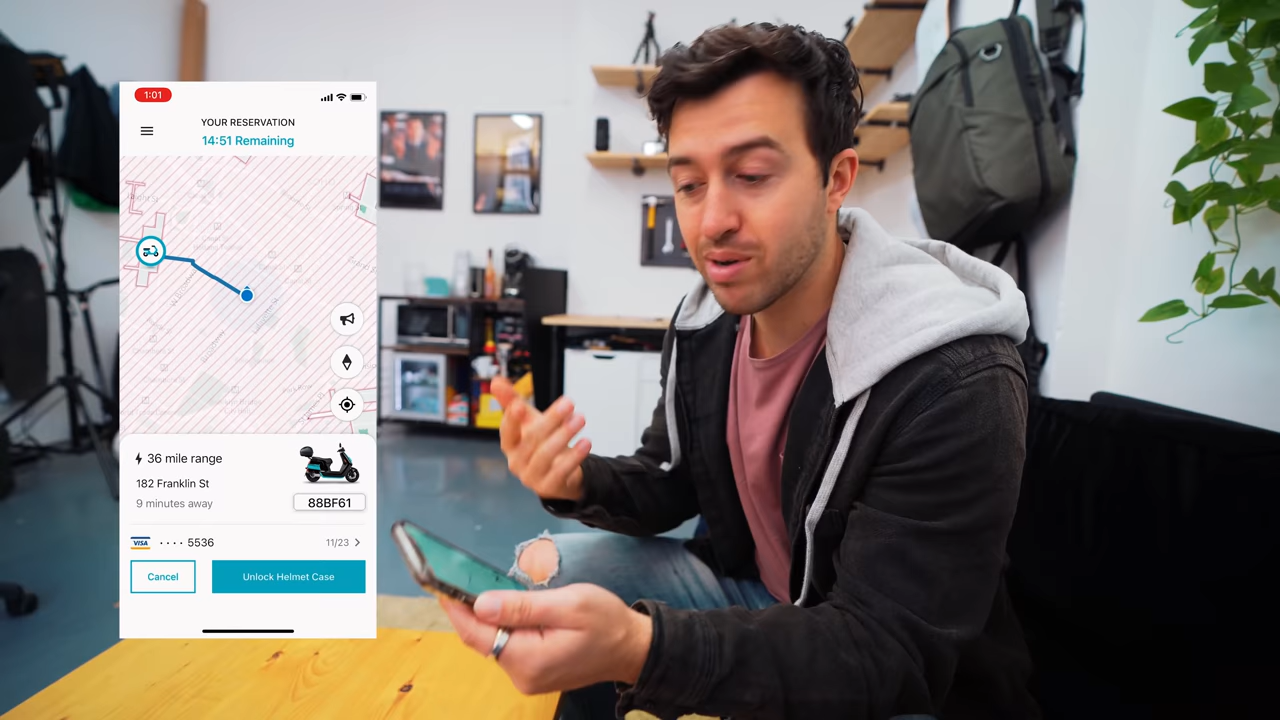 1:01
YOUR RESERVATION
14:51 Remaining
36 mile range
182 Franklin St
9 minutes away
88BF61
VISA
···· 5536
11/23
Cancel
Unlock Helmet Case